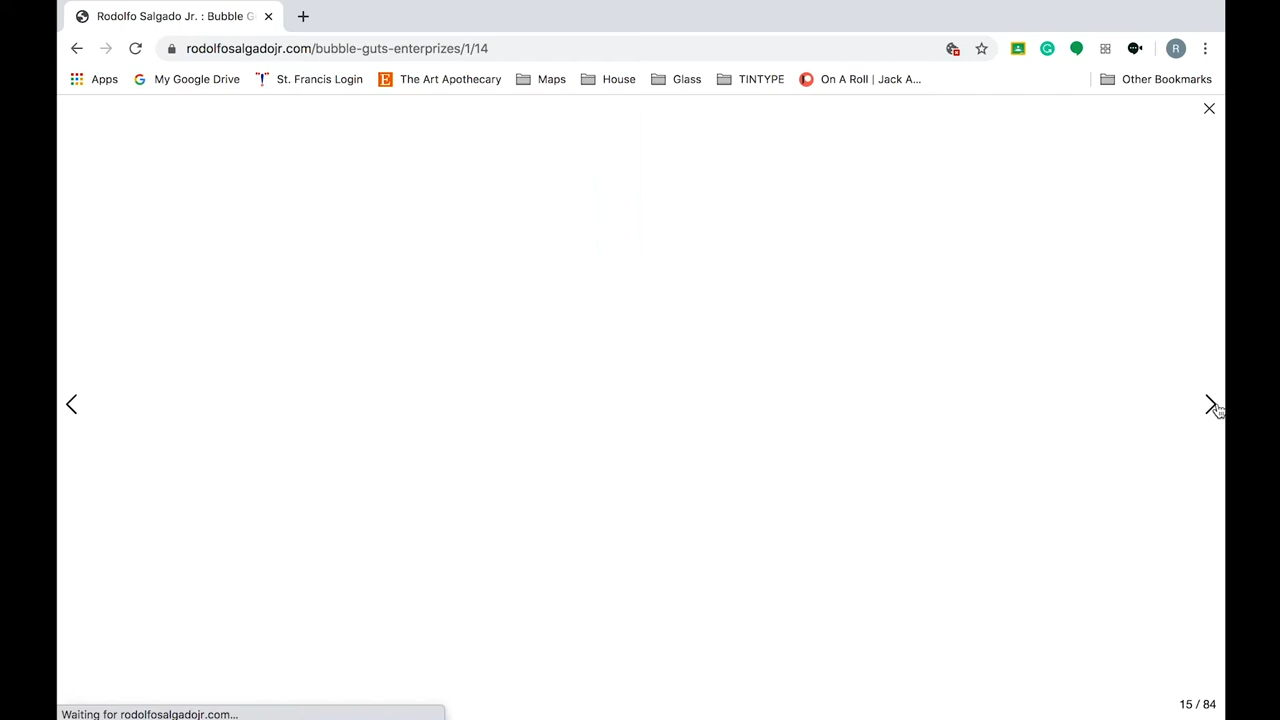 Rodolfo Salgado Jr. : Bubble G
rodolfosalgadojr.com/bubble-guts-enterprizes/1/14
R
Apps My Google Drive St. Francis Login The Art Apothecary Maps House Glass TINTYPE On A Roll | Jack A... Other Bookmarks
15 / 84
Waiting for rodolfosalgadojr.com...